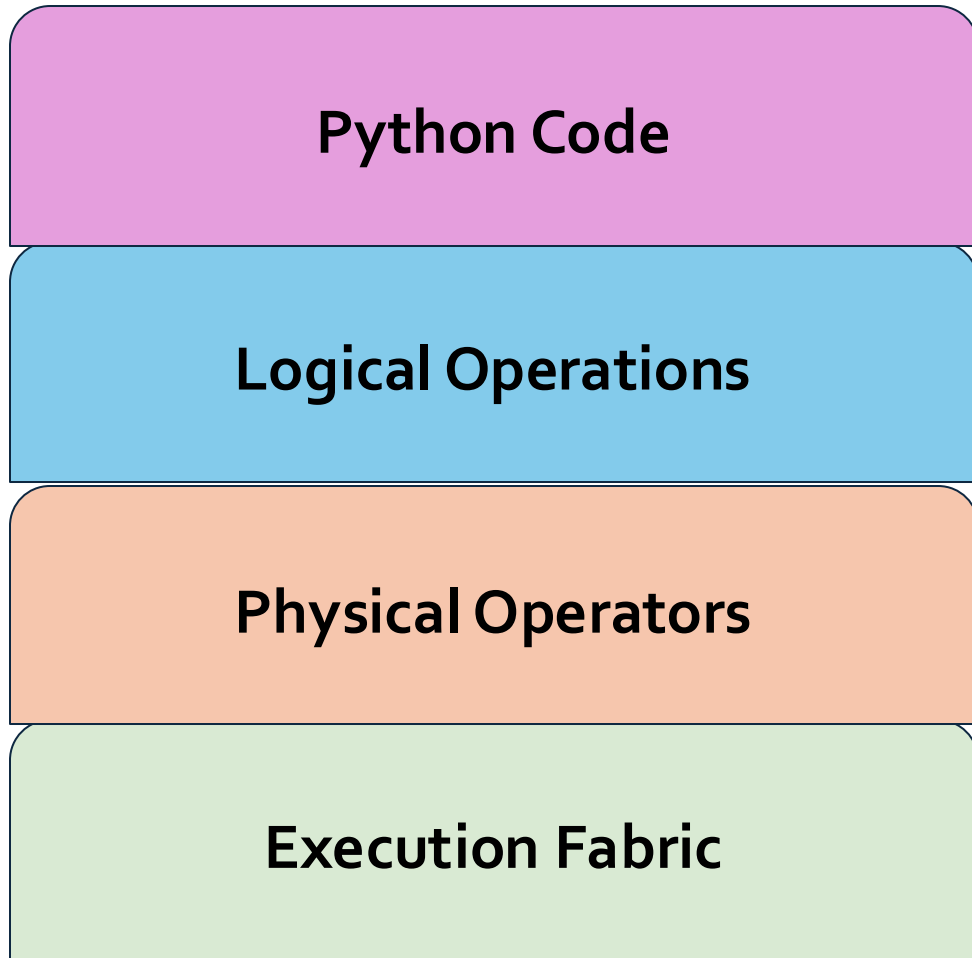 Python Code
Logical Operations
Physical Operators
Execution Fabric